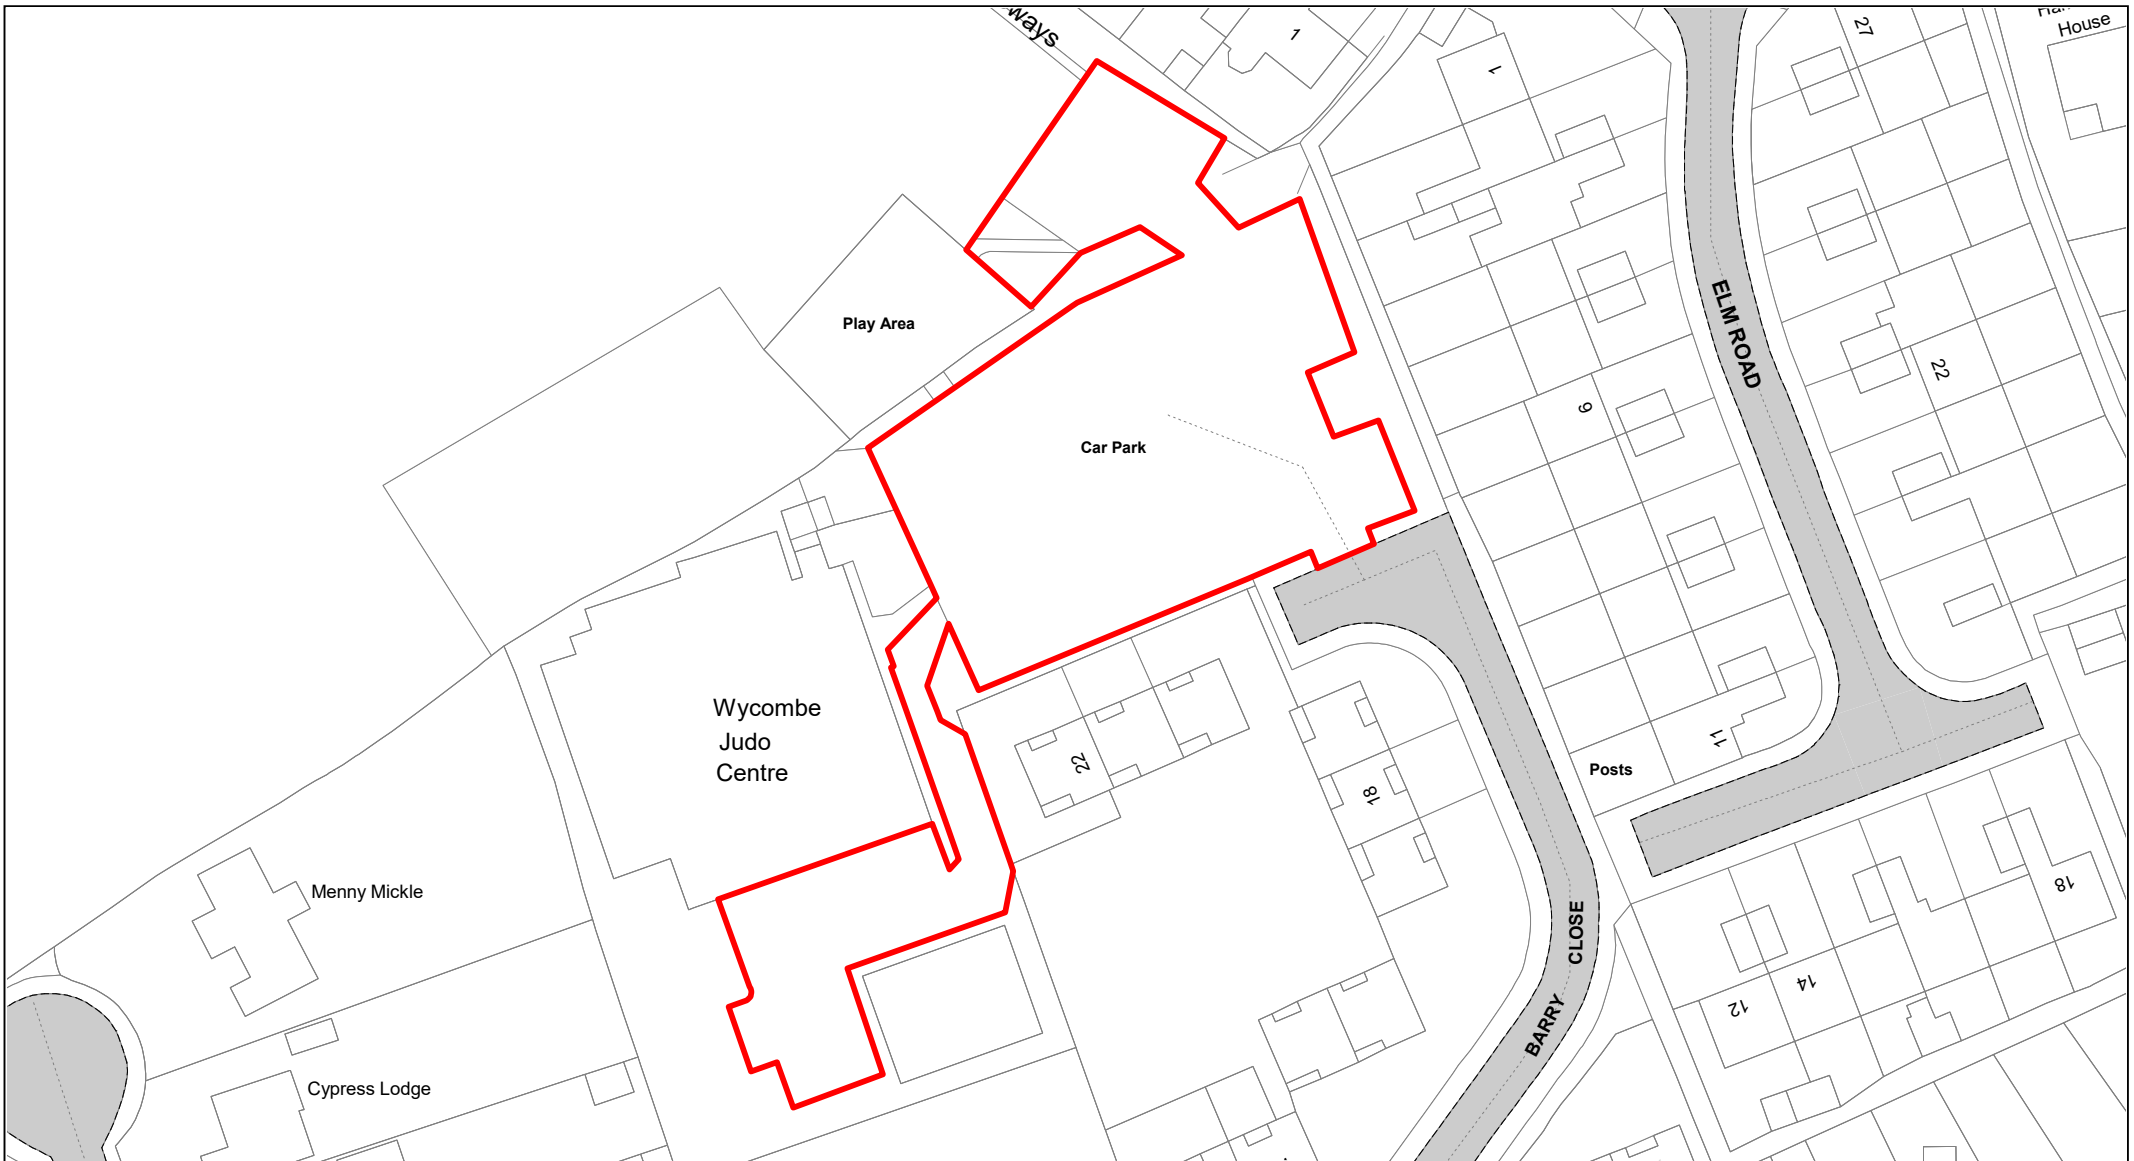 ways
1
1
27
House
ELM ROAD
Play Area
22
9
Car Park
Wycombe
Judo
Centre
22
11
Posts
18
Menny Mickle
18
CLOSE
BARRY
14
12
Cypress Lodge